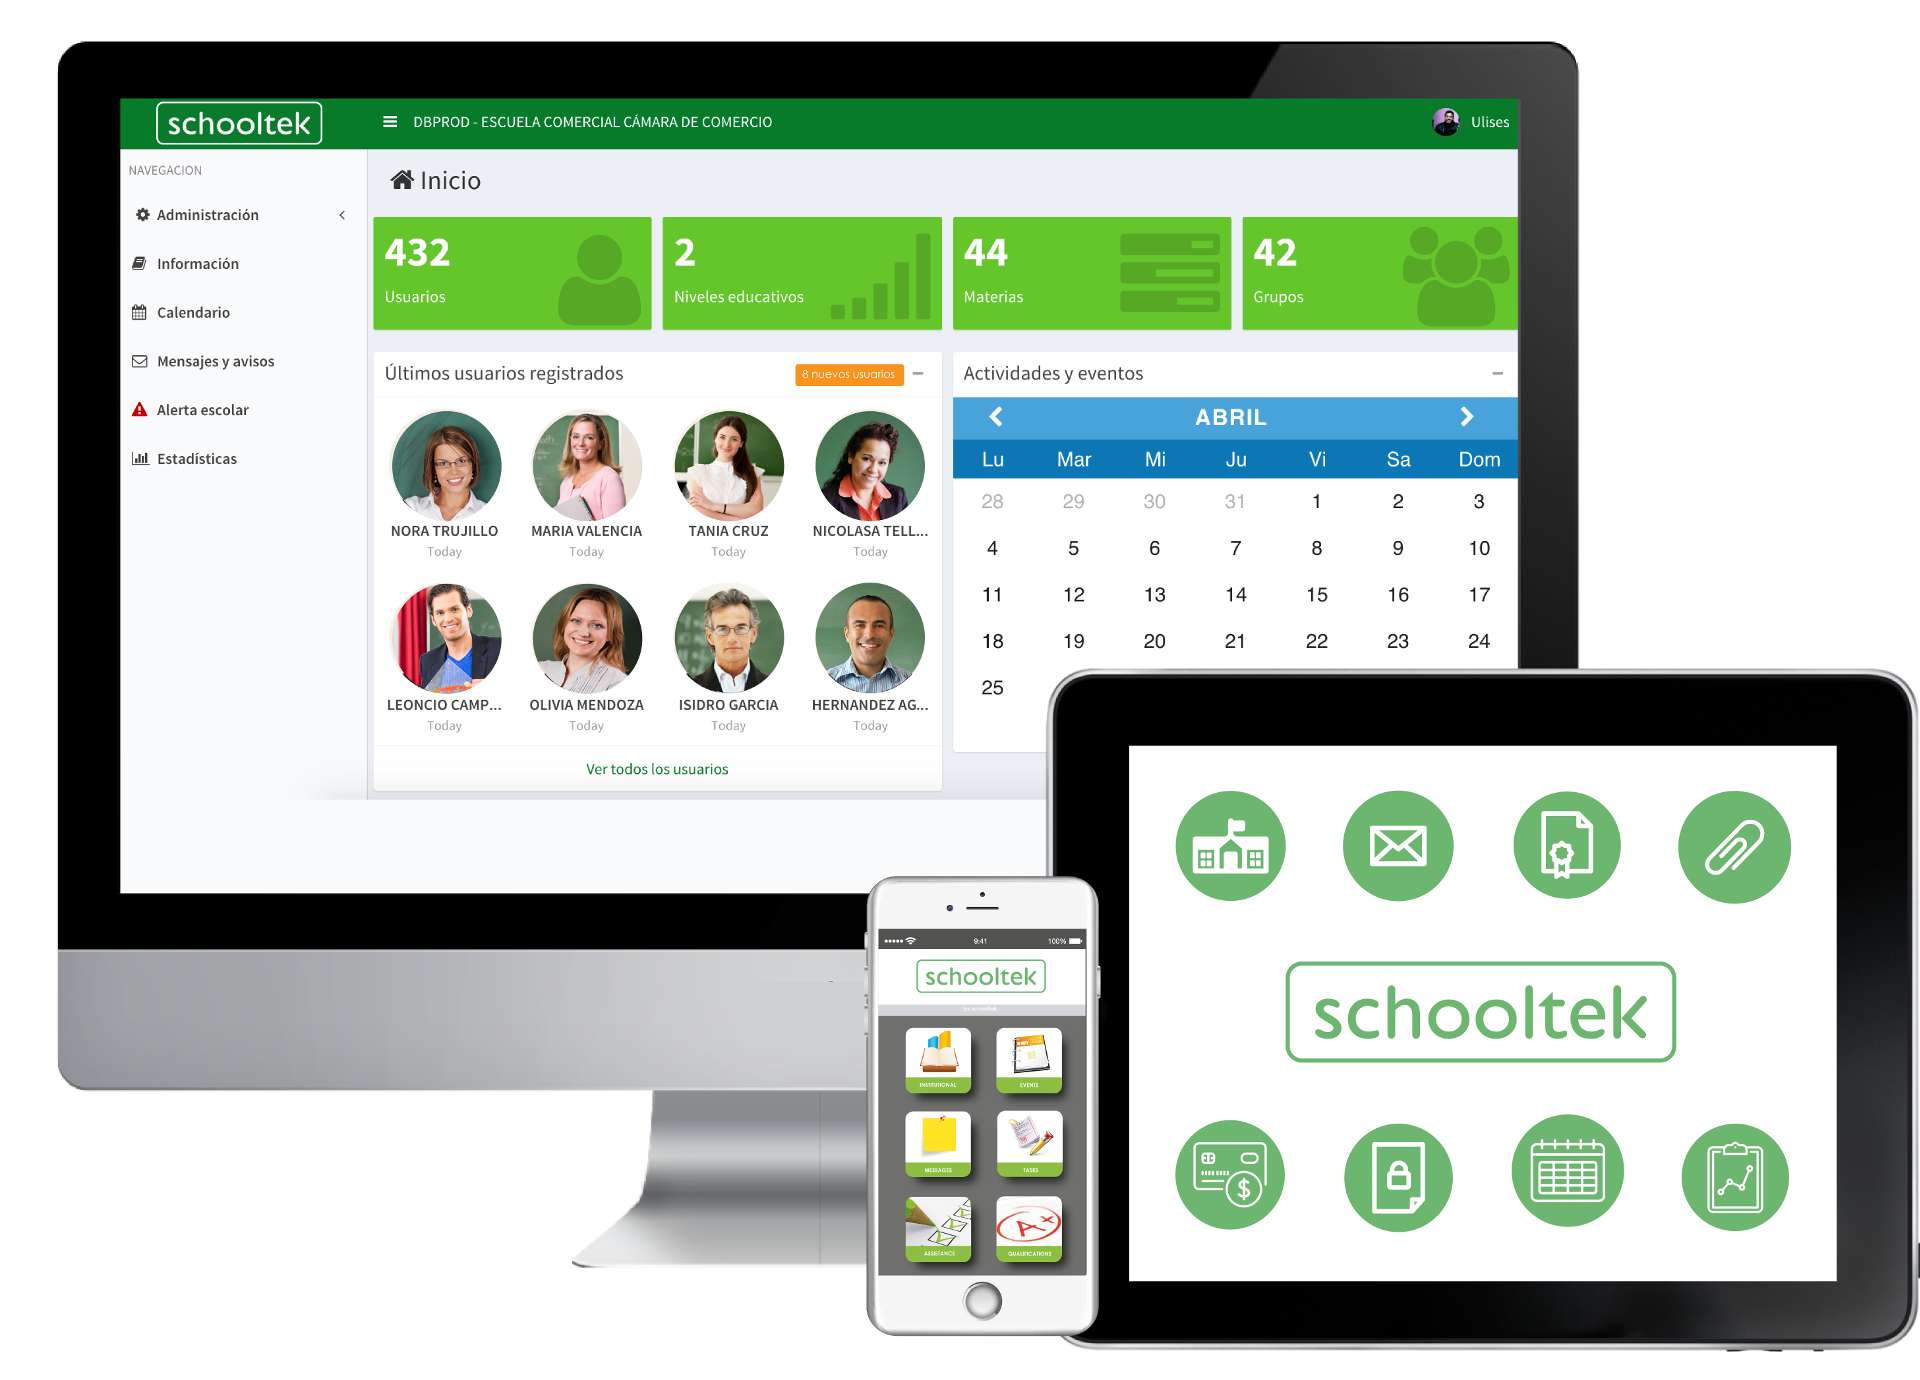 schooltek
DBPROD - ESCUELA COMERCIAL CÁMARA DE COMERCIO
Ulises
NAVEGACION
Administración
Información
Calendario
Mensajes y avisos
Alerta escolar
Estadísticas
Inicio
432
Usuarios
2
Niveles educativos
44
Materias
42
Grupos
Últimos usuarios registrados
8 nuevos usuarios
NORA TRUJILLO
Today
MARIA VALENCIA
Today
TANIA CRUZ
Today
NICOLASA TELL...
Today
LEONCIO CAMP...
Today
OLIVIA MENDOZA
Today
ISIDRO GARCIA
Today
HERNANDEZ AG...
Today
Ver todos los usuarios
Actividades y eventos
ABRIL
Lu Mar Mi Ju Vi Sa Dom
28 29 30 31 1 2 3
4 5 6 7 8 9 10
11 12 13 14 15 16 17
18 19 20 21 22 23 24
25
9:41
100%
schooltek
INSTITUTIONAL
EVENTS
MESSAGES
TASKS
ASSISTANCE
A+
QUALIFICATIONS
schooltek
$